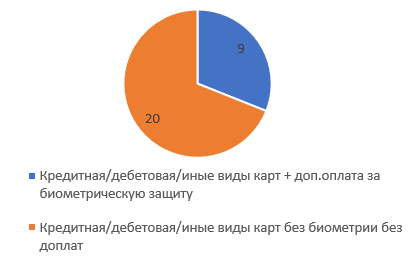 9
20
Кредитная/дебетовая/иные виды карт + доп.оплата за
биометрическую защиту
Кредитная/дебетовая/иные виды карт без биометрии без
доплат